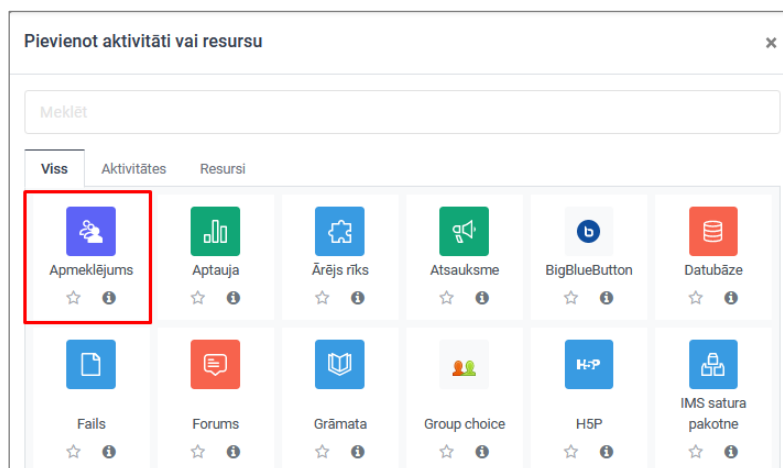 Pievienot aktivitāti vai resursu
×
Meklēt
Viss Aktivitātes Resursi
Apmeklējums Aptauja Ārējs rīks Atsauksme BigBlueButton Datubāze
Fails Forums Grāmata Group choice H5P IMS satura
pakotne